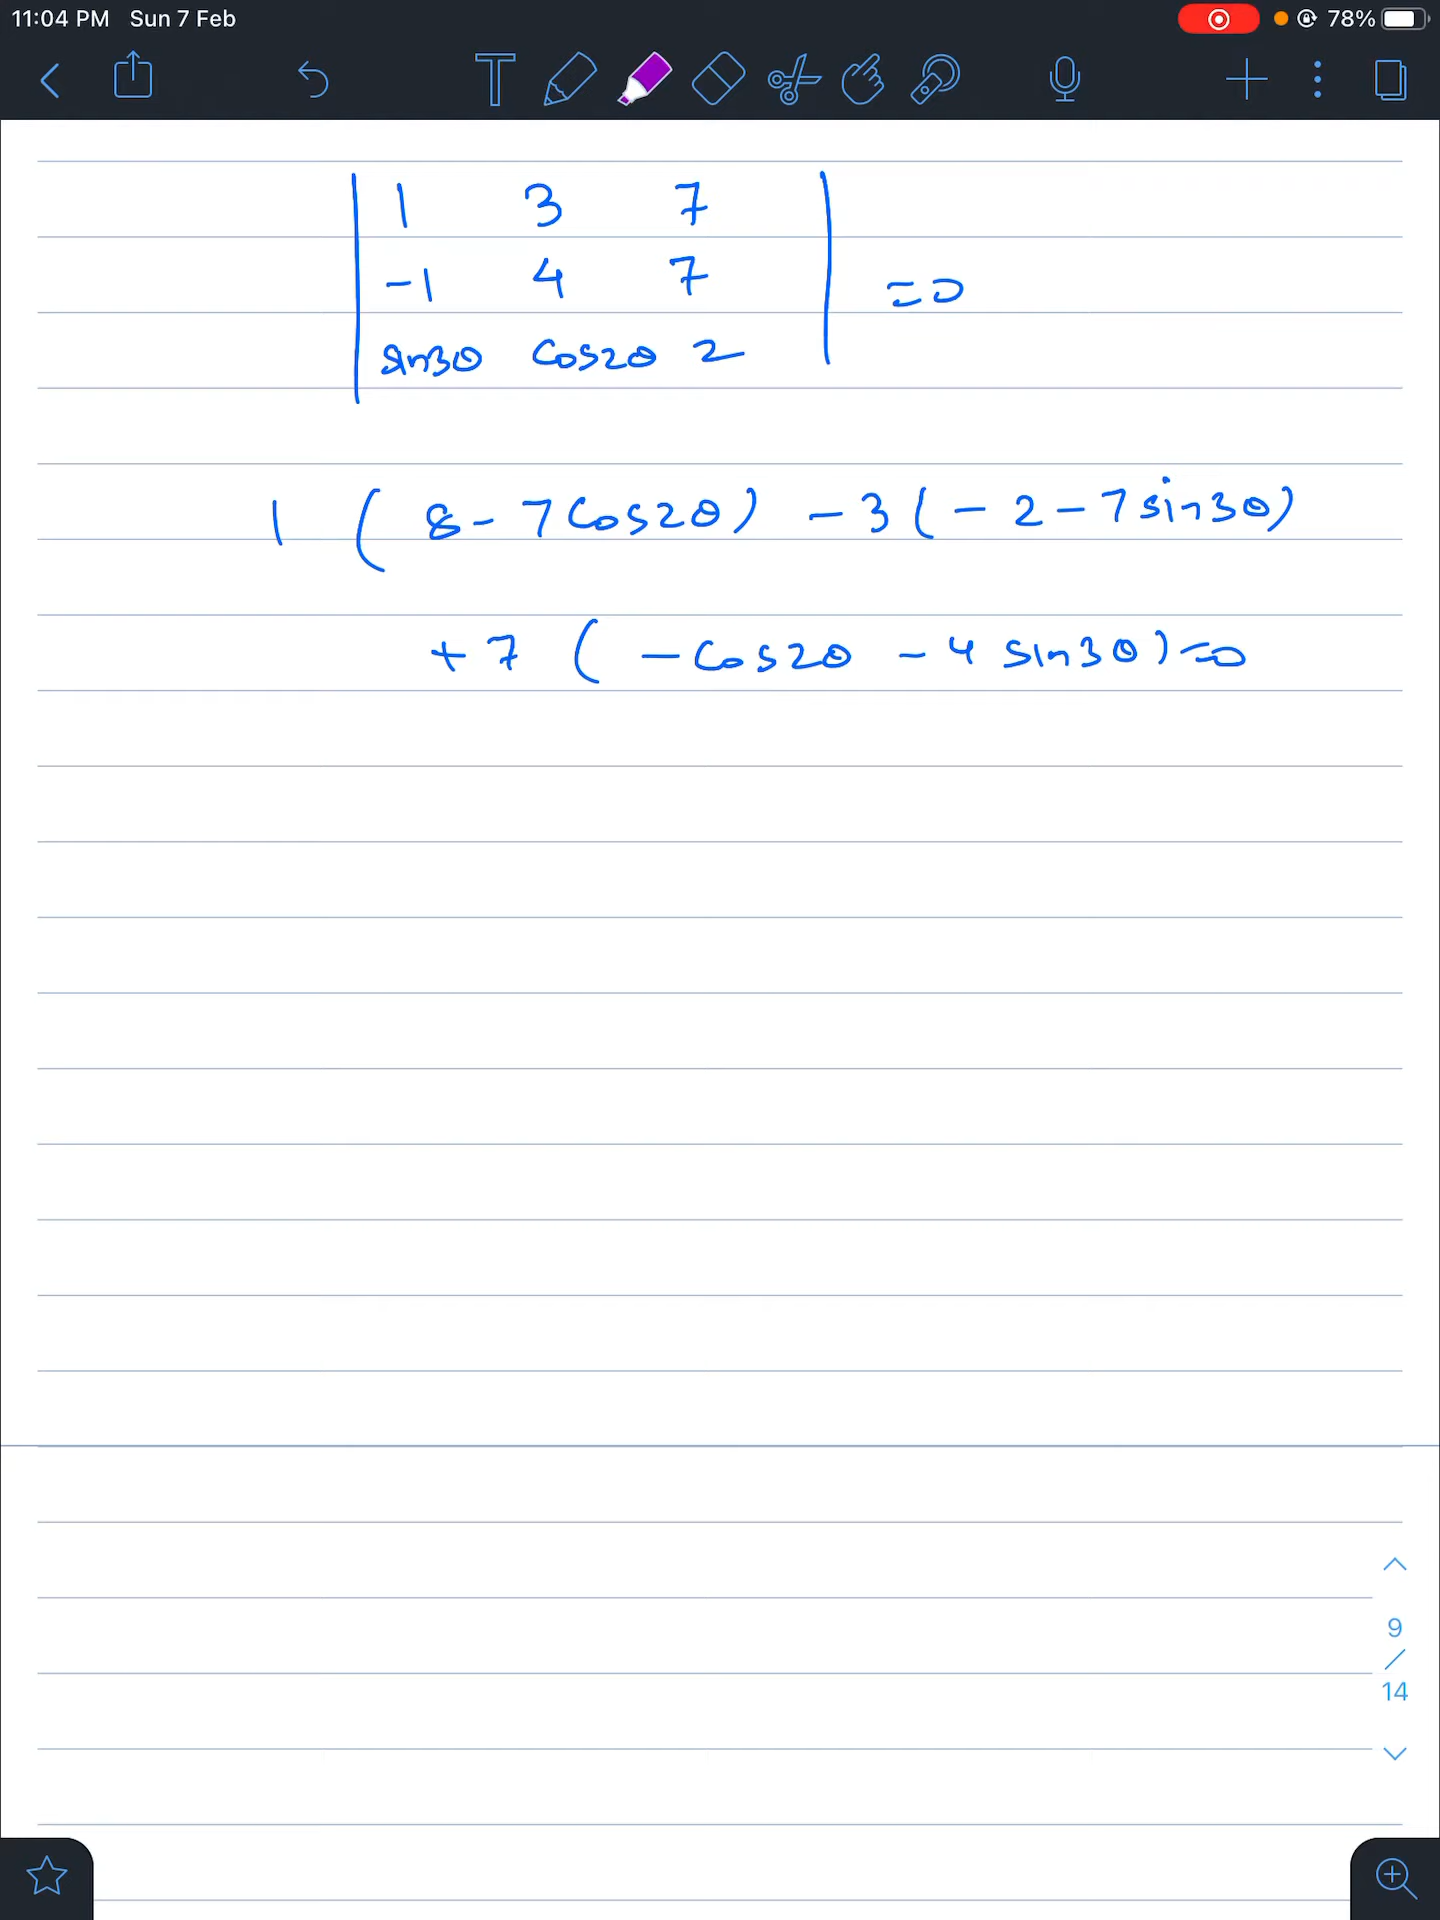 11:04 PM Sun 7 Feb 78%
T
1 3 7
-1 4 7 =0
sin3θ cos2θ 2
1 ( 8-7cos2θ) -3(-2-7sin3θ)
+7 (-cos2θ -4 sin3θ)=0
9
/
14